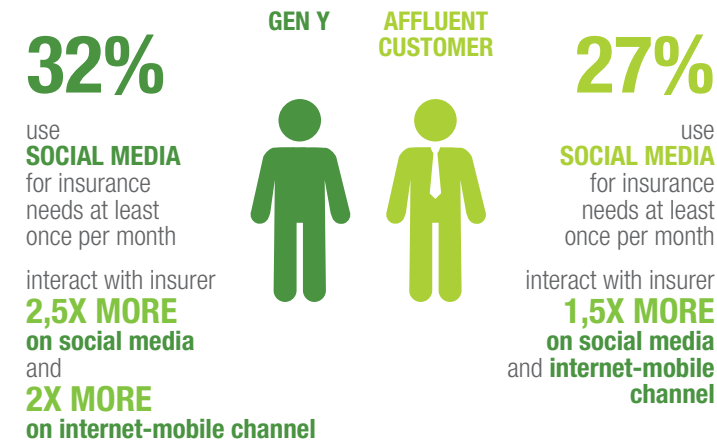 GEN Y
32%
use
SOCIAL MEDIA
for insurance
needs at least
once per month
interact with insurer
2,5X MORE
on social media
and
2X MORE
on internet-mobile channel
AFFLUENT
CUSTOMER
27%
use
SOCIAL MEDIA
for insurance
needs at least
once per month
interact with insurer
1,5X MORE
on social media
and internet-mobile
channel